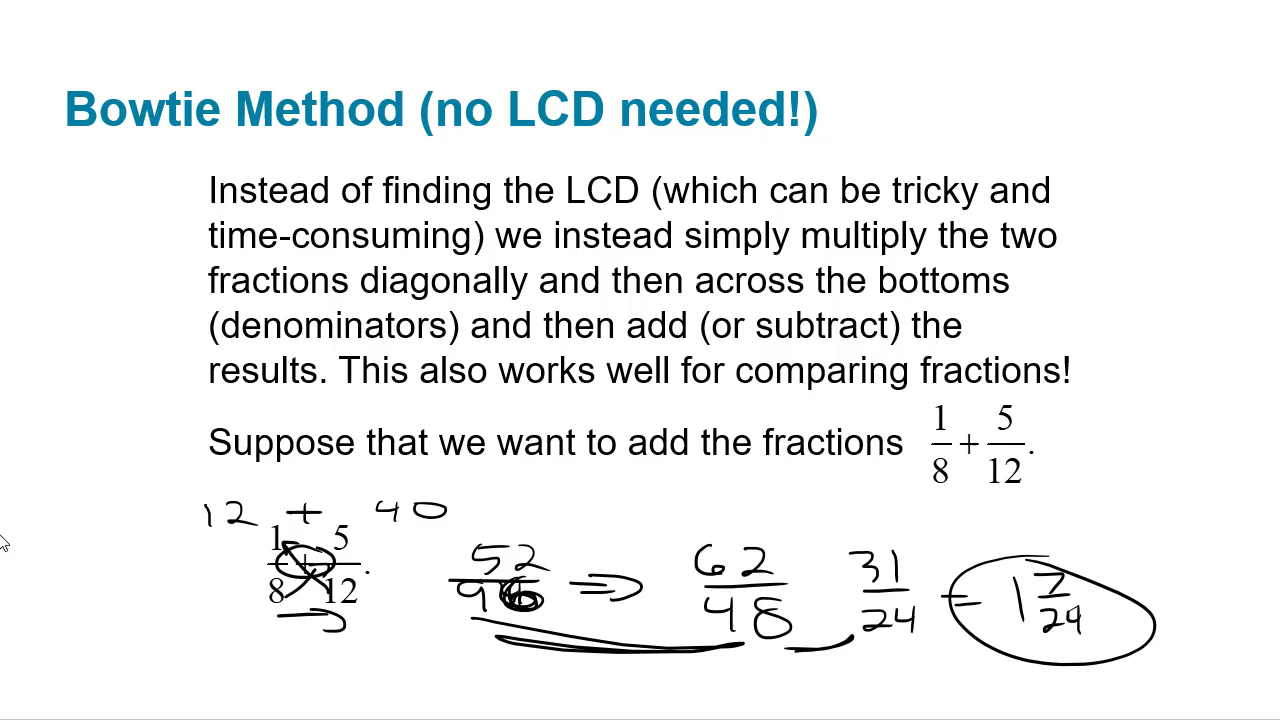 Bowtie Method (no LCD needed!)
Instead of finding the LCD (which can be tricky and
time-consuming) we instead simply multiply the two
fractions diagonally and then across the bottoms
(denominators) and then add (or subtract) the
results. This also works well for comparing fractions!
Suppose that we want to add the fractions 1/8 + 5/12.
12 + 40
1/8 + 5/12. 52/96 ⇒ 62/48 31/24 = 1 7/24